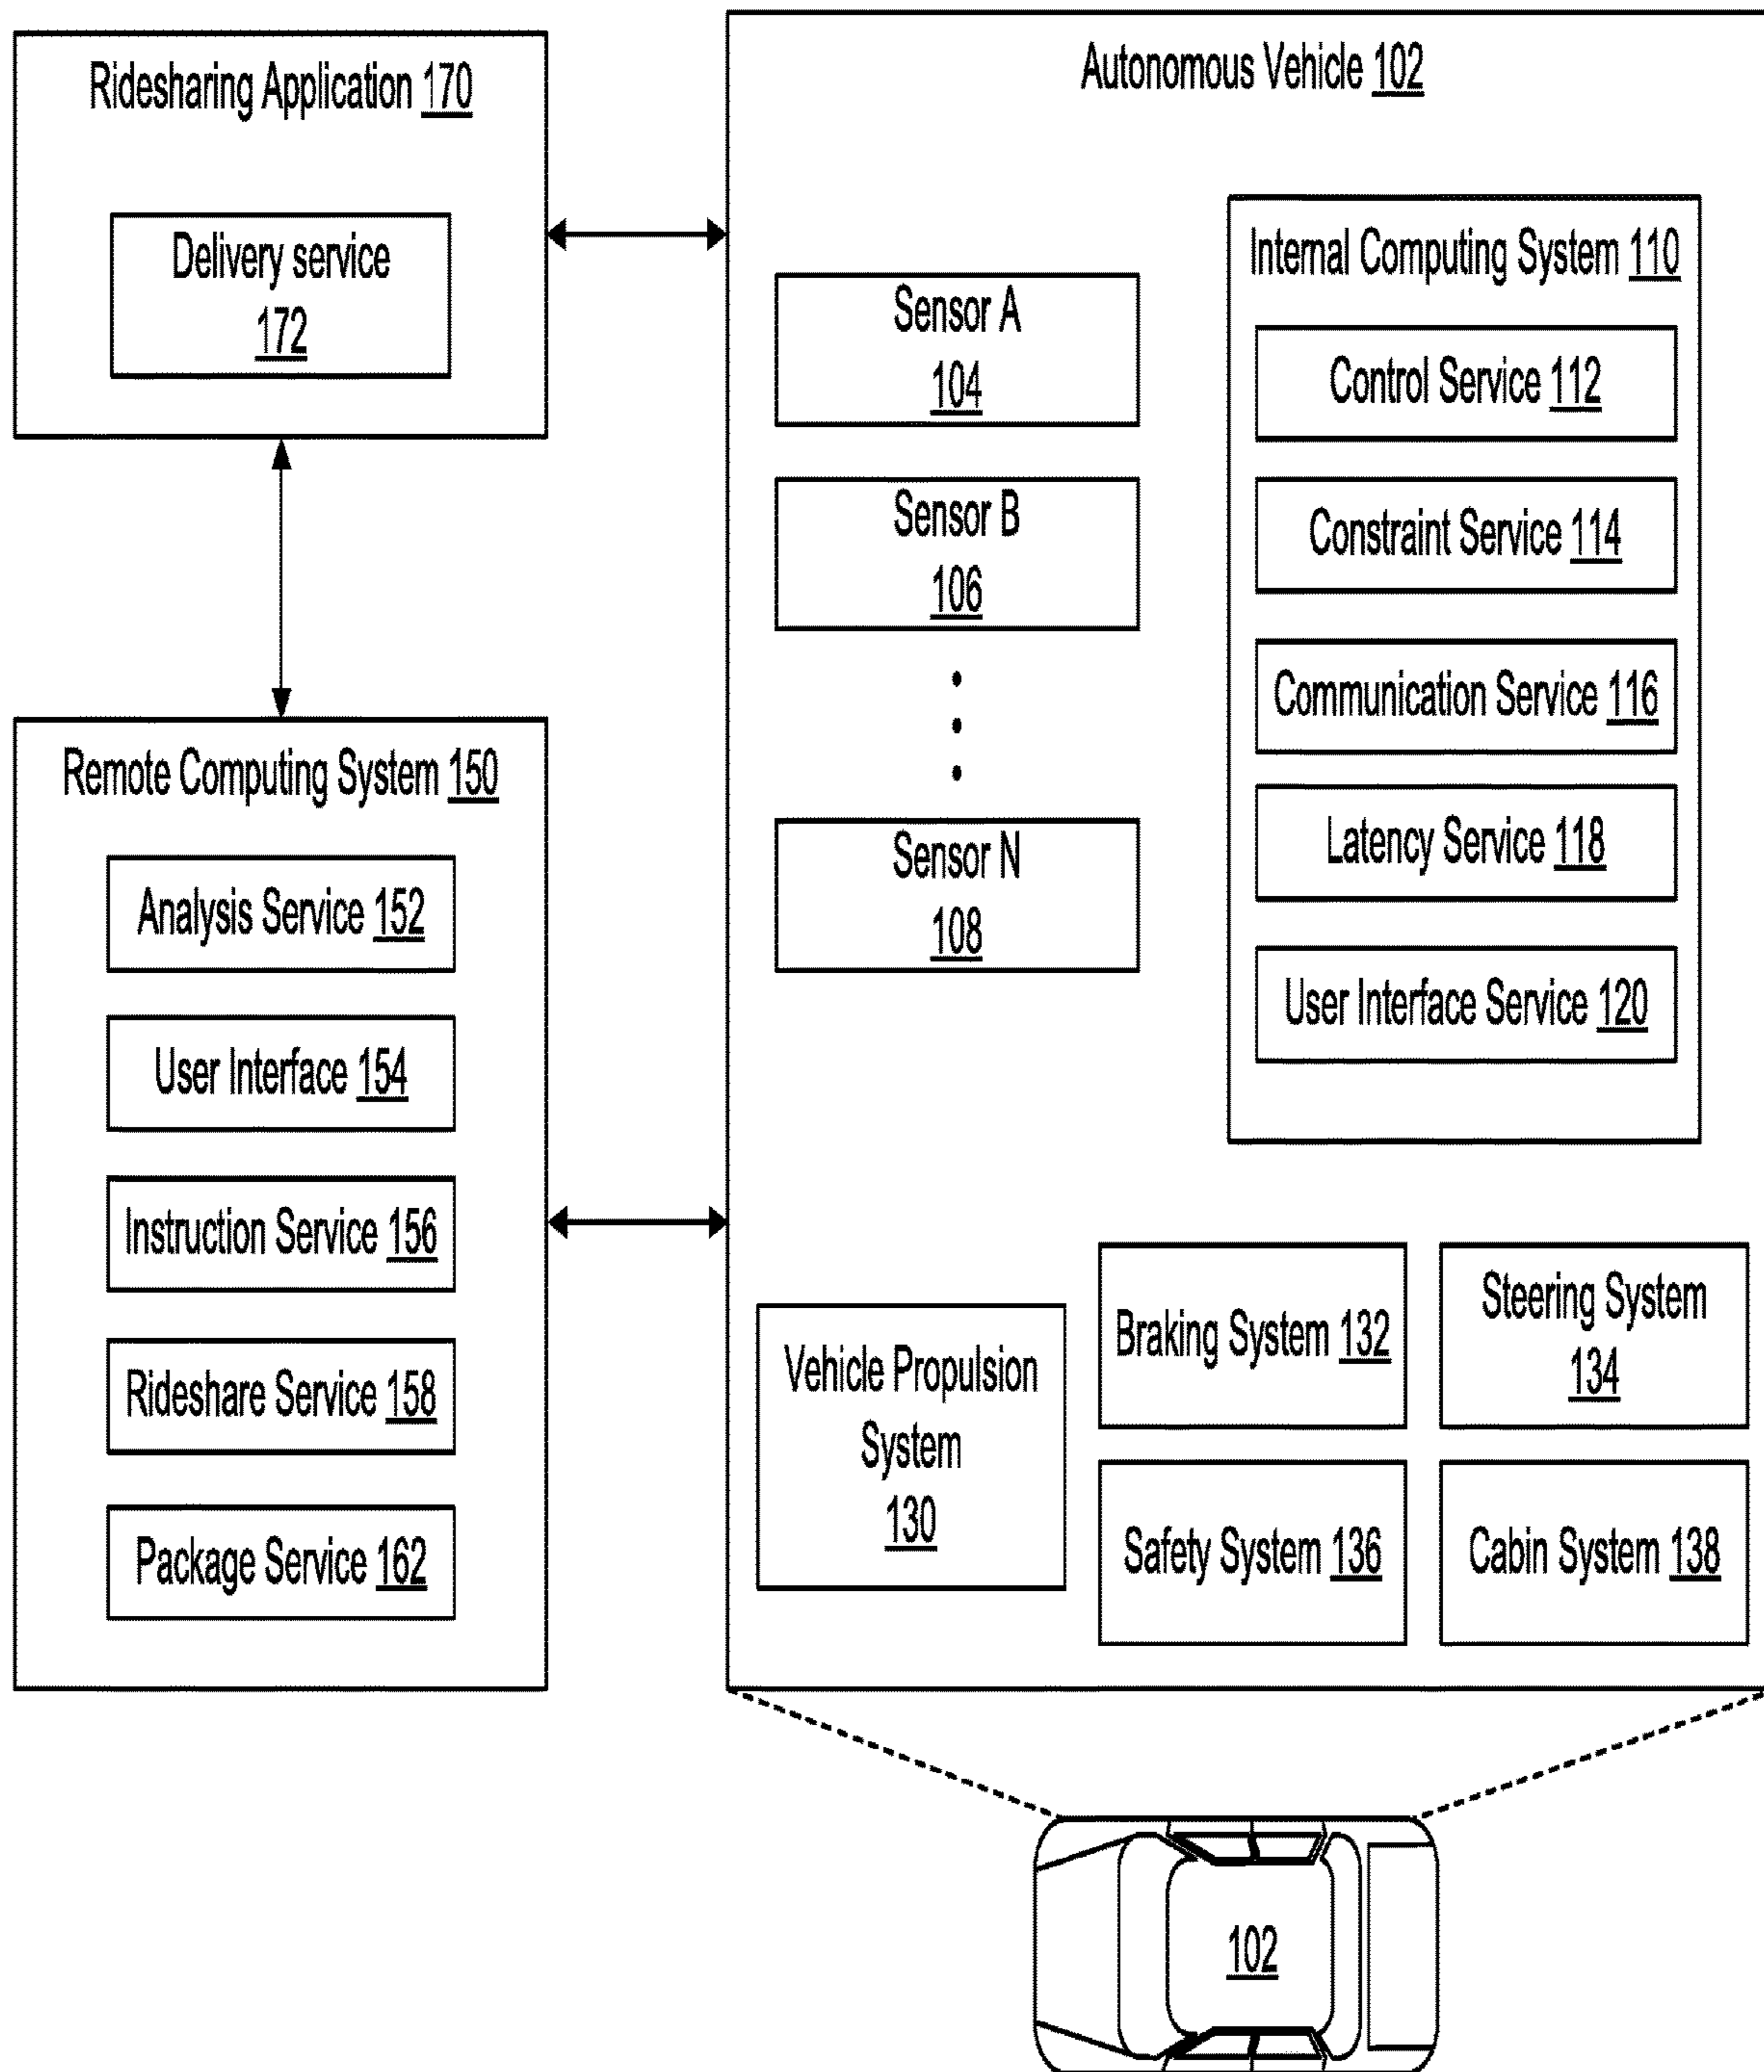 Ridesharing Application 170
Delivery service
172
Remote Computing System 150
Analysis Service 152
User Interface 154
Instruction Service 156
Rideshare Service 158
Package Service 162
Autonomous Vehicle 102
Sensor A
104
Sensor B
106
Sensor N
108
Internal Computing System 110
Control Service 112
Constraint Service 114
Communication Service 116
Latency Service 118
User Interface Service 120
Vehicle Propulsion
System
130
Braking System 132
Steering System
134
Safety System 136
Cabin System 138
102